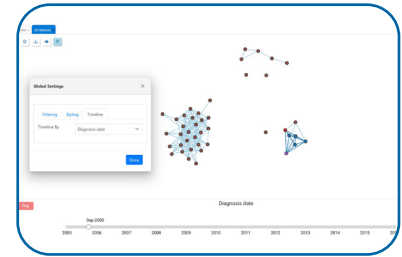 Global Settings ×
Filtering Styling Timeline
Timeline By Diagnosis date
Done
Diagnosis date
Sep 2005
2005 2006 2007 2008 2009 2010 2011 2012 2013 2014 2015